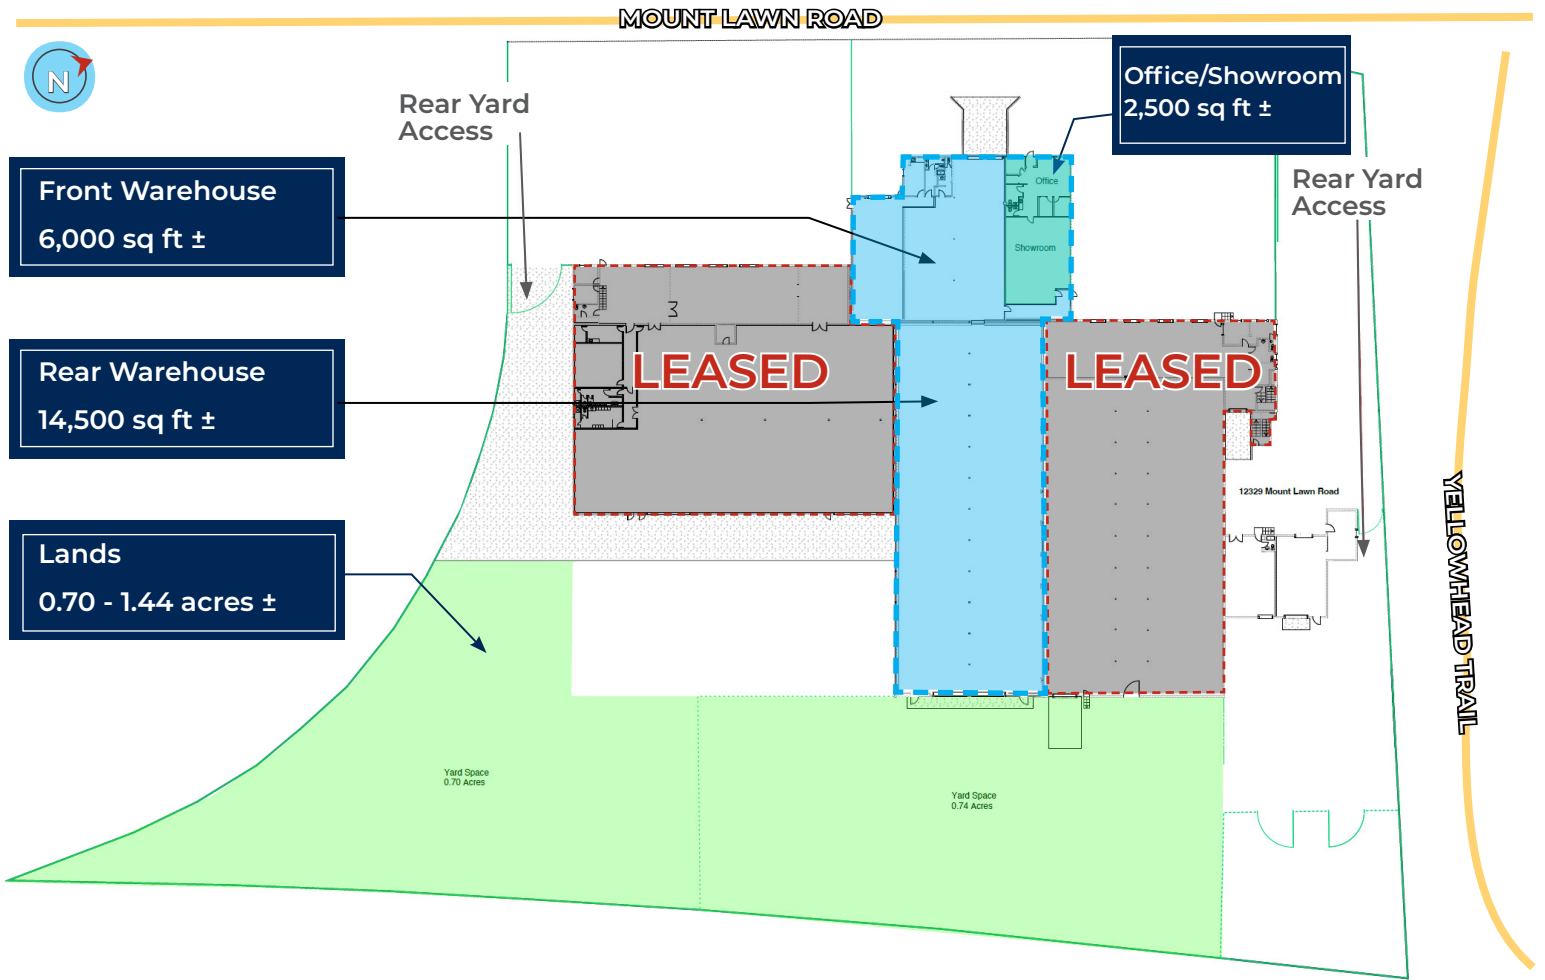 MOUNT LAWN ROAD
N
Rear Yard
Access
Office/Showroom
2,500 sq ft ±
Front Warehouse
6,000 sq ft ±
Office
Showroom
Rear Yard
Access
Rear Warehouse
14,500 sq ft ±
LEASED
LEASED
12329 Mount Lawn Road
YELLOWHEAD TRAIL
Lands
0.70 - 1.44 acres ±
Yard Space
0.70 Acres
Yard Space
0.74 Acres